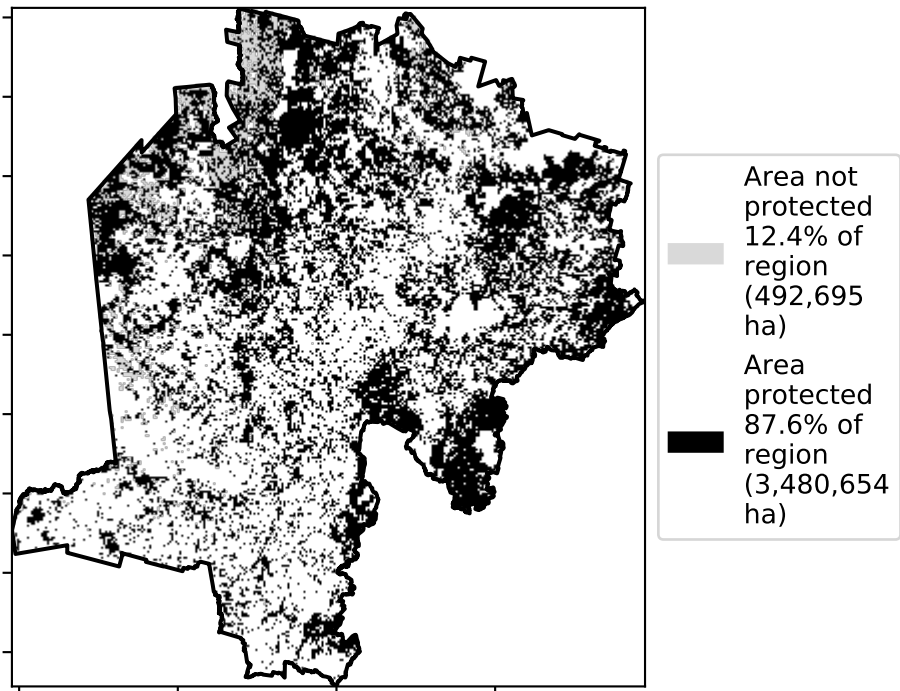 Area not
protected
12.4% of
region
(492,695
ha)
Area
protected
87.6% of
region
(3,480,654
ha)